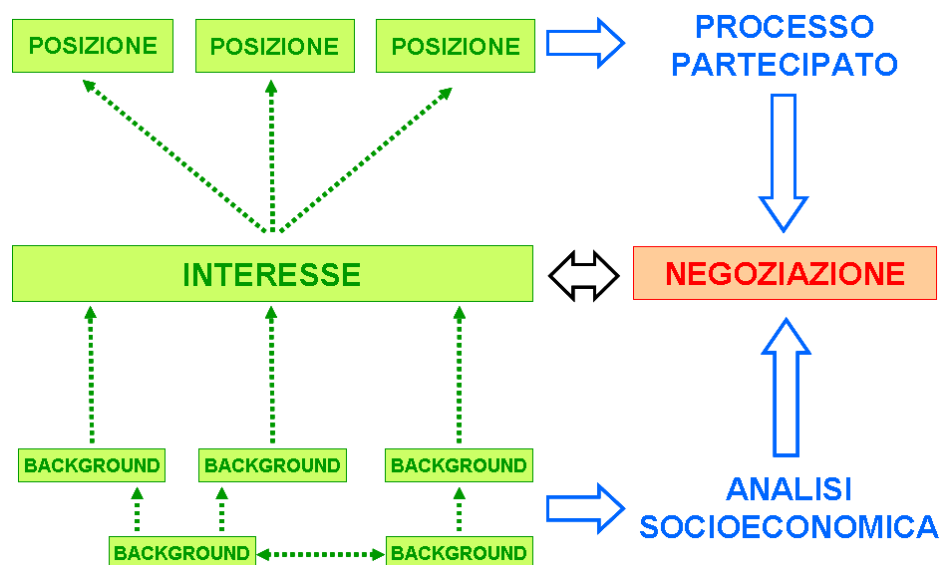 POSIZIONE
POSIZIONE
POSIZIONE
PROCESSO
PARTECIPATO
INTERESSE
NEGOZIAZIONE
BACKGROUND
BACKGROUND
BACKGROUND
ANALISI
SOCIOECONOMICA
BACKGROUND
BACKGROUND